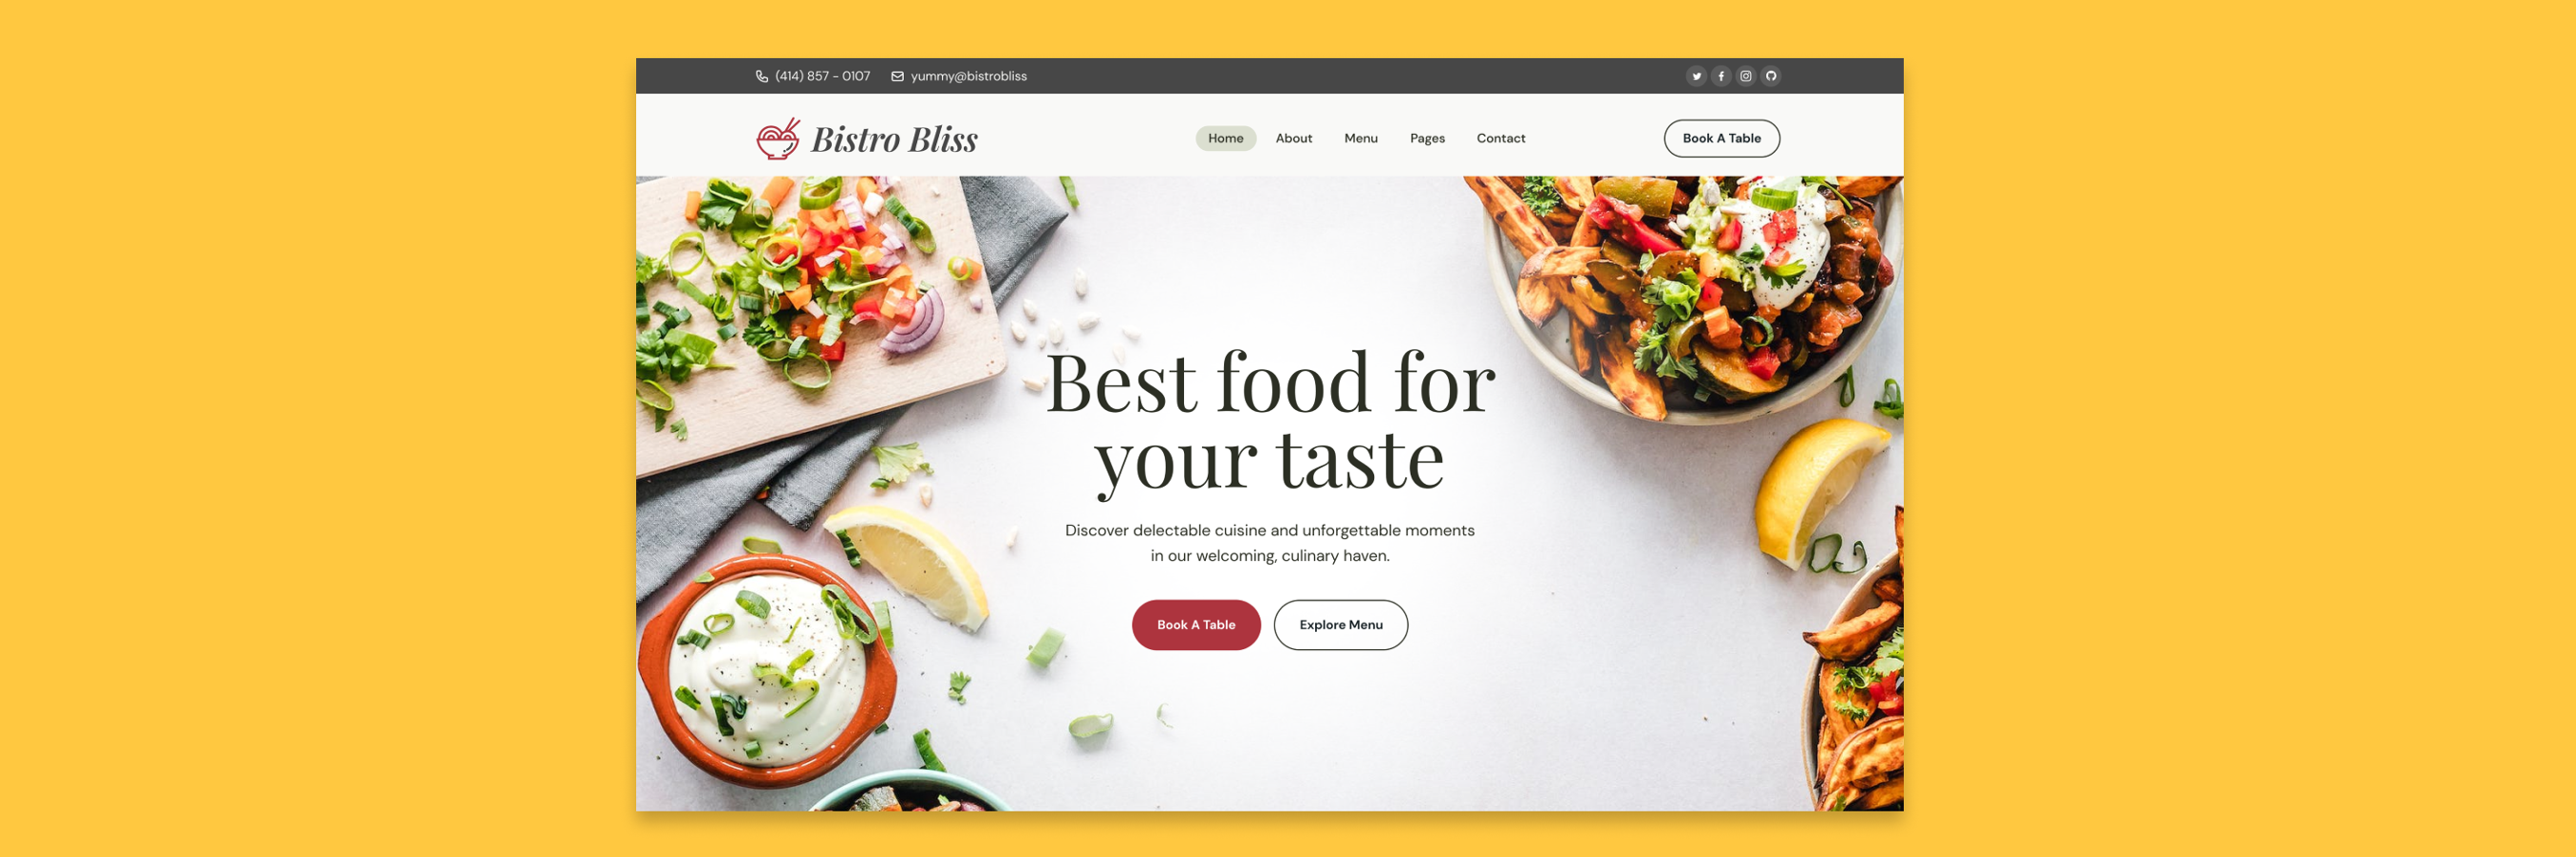 (414) 857 - 0107 yummy@bistrobliss
Bistro Bliss Home About Menu Pages Contact Book A Table
Best food for
your taste
Discover delectable cuisine and unforgettable moments
in our welcoming, culinary haven.
Book A Table Explore Menu